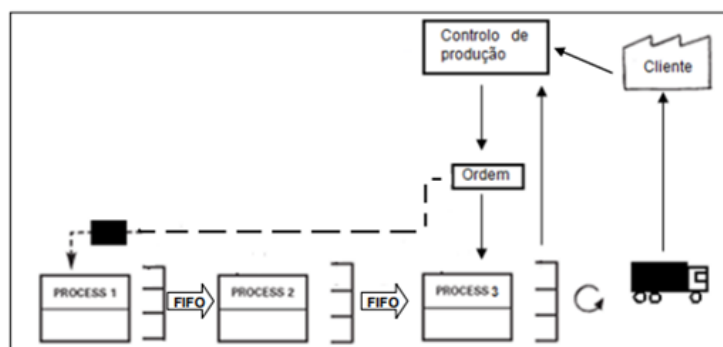 Controlo de
produção
Cliente
Ordem
PROCESS 1
FIFO
PROCESS 2
FIFO
PROCESS 3